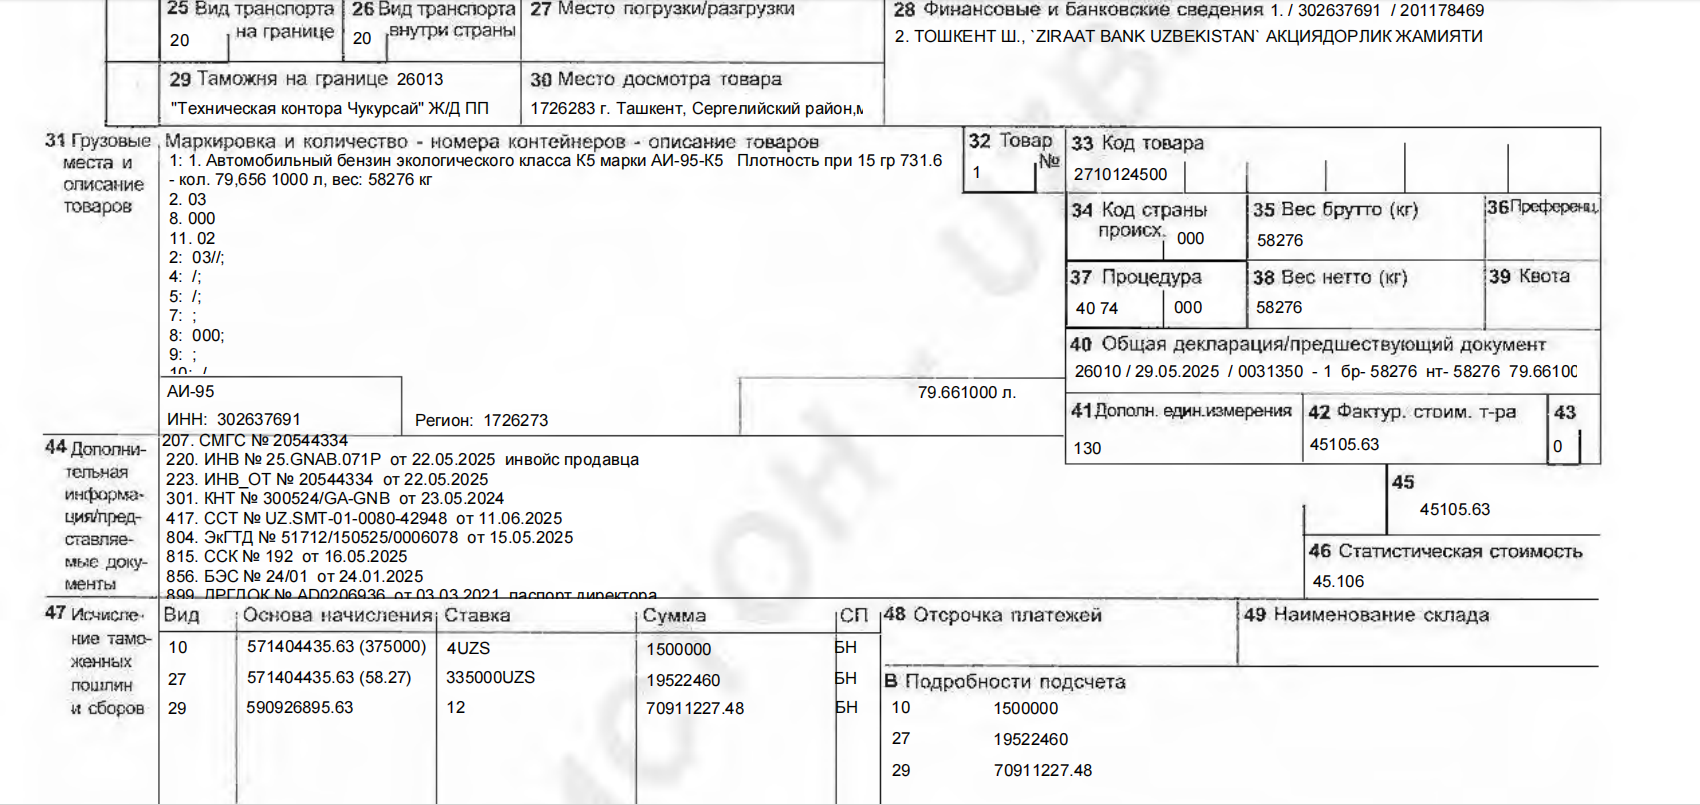 25 Вид транспорта на границе
20
26 Вид транспорта внутри страны
20
27 Место погрузки/разгрузки
28 Финансовые и банковские сведения 1. / 302637691 / 201178469
2. ТОШКЕНТ Ш., `ZIRAAT BANK UZBEKISTAN` АКЦИЯДОРЛИК ЖАМИЯТИ
29 Таможня на границе 26013
"Техническая контора Чукурсай" Ж/Д ПП
30 Место досмотра товара
1726283 г. Ташкент, Сергелийский район,м
31 Грузовые места и описание товаров
Маркировка и количество - номера контейнеров - описание товаров
1: 1. Автомобильный бензин экологического класса К5 марки АИ-95-К5 Плотность при 15 гр 731.6
- кол. 79,656 1000 л, вес: 58276 кг
2. 03
8. 000
11. 02
2: 03//;
4: /;
5: /;
7: ;
8: 000;
9: ;
10: /
АИ-95
79.661000 л.
ИНН: 302637691
Регион: 1726273
32 Товар №
1
33 Код товара
2710124500
34 Код страны происх.
000
35 Вес брутто (кг)
58276
36 Преференц.
37 Процедура
40 74
000
38 Вес нетто (кг)
58276
39 Квота
40 Общая декларация/предшествующий документ
26010 / 29.05.2025 / 0031350 - 1 бр- 58276 нт- 58276 79.66100
41 Дополн. един.измерения
130
42 Фактур. стоим. т-ра
45105.63
43
0
44 Дополнительная информация/представляемые документы
207. СМГС № 20544334
220. ИНВ № 25.GNAB.071P от 22.05.2025 инвойс продавца
223. ИНВ_ОТ № 20544334 от 22.05.2025
301. КНТ № 300524/GA-GNB от 23.05.2024
417. ССТ № UZ.SMT-01-0080-42948 от 11.06.2025
804. ЭкГТД № 51712/150525/0006078 от 15.05.2025
815. ССК № 192 от 16.05.2025
856. БЭС № 24/01 от 24.01.2025
899. ДРГДОК № AD0206936 от 03.03.2021 паспорт директора
45
45105.63
46 Статистическая стоимость
45.106
47 Исчисление таможенных пошлин и сборов
Вид Основа начисления Ставка Сумма СП
10 571404435.63 (375000) 4UZS 1500000 БН
27 571404435.63 (58.27) 335000UZS 19522460 БН
29 590926895.63 12 70911227.48 БН
48 Отсрочка платежей
49 Наименование склада
В Подробности подсчета
10 1500000
27 19522460
29 70911227.48